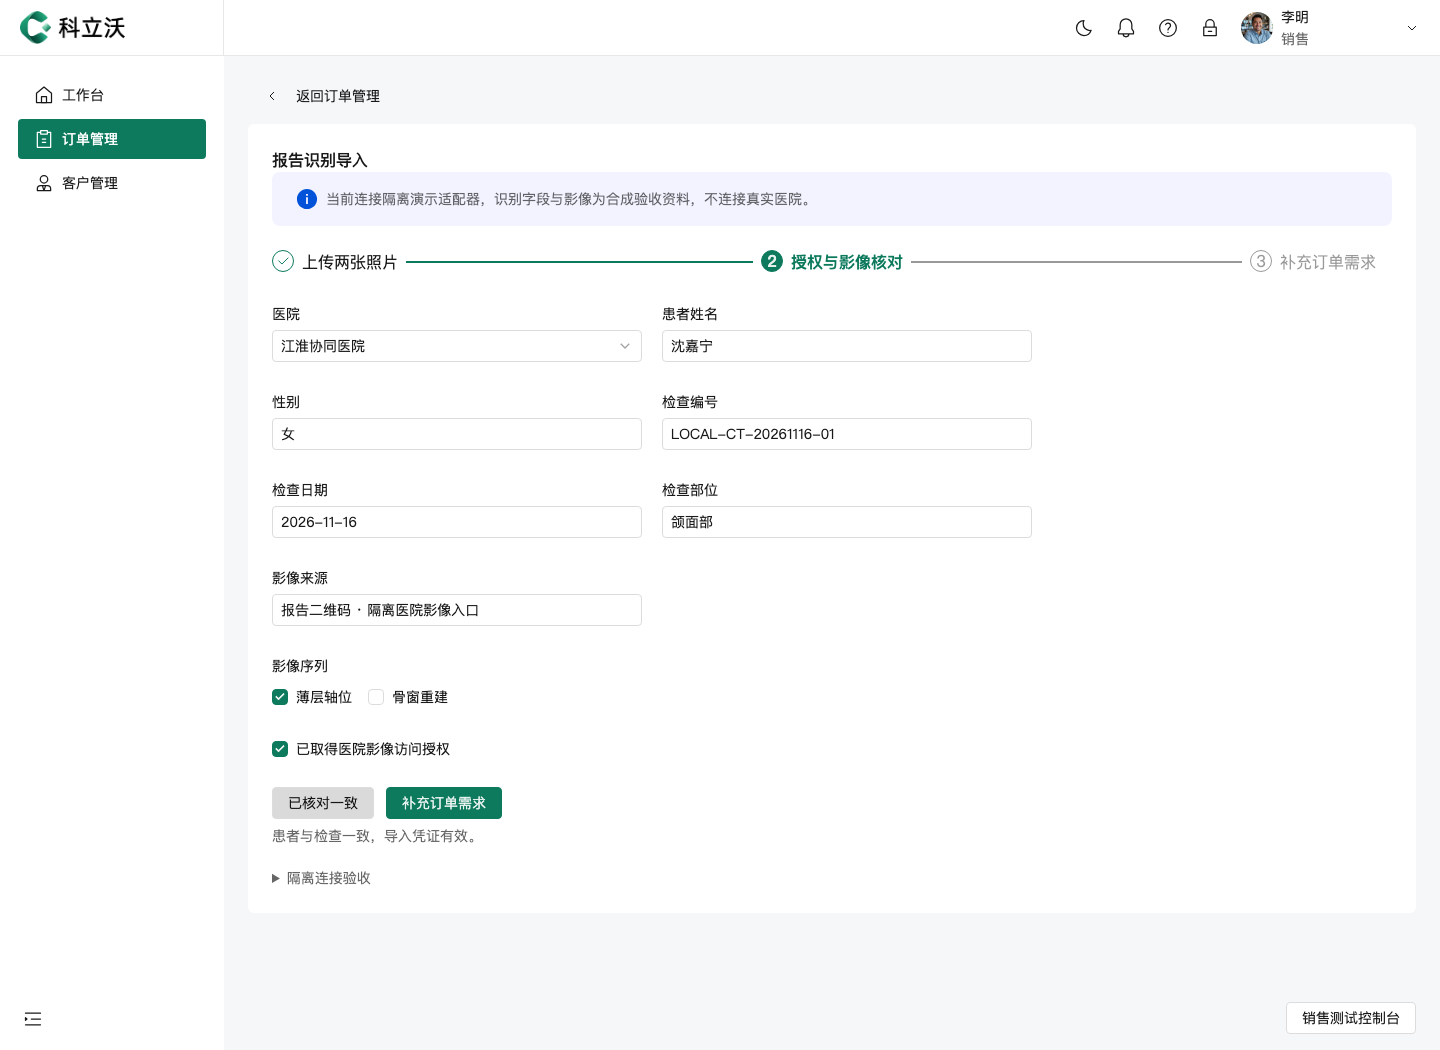 科立沃
李明
销售
工作台
订单管理
客户管理
返回订单管理
报告识别导入
当前连接隔离演示适配器，识别字段与影像为合成验收资料，不连接真实医院。
上传两张照片
2 授权与影像核对
3 补充订单需求
医院
患者姓名
江淮协同医院
沈嘉宁
性别
检查编号
女
LOCAL-CT-20261116-01
检查日期
检查部位
2026-11-16
颌面部
影像来源
报告二维码 · 隔离医院影像入口
影像序列
薄层轴位 骨窗重建
已取得医院影像访问授权
已核对一致 补充订单需求
患者与检查一致，导入凭证有效。
隔离连接验收
销售测试控制台